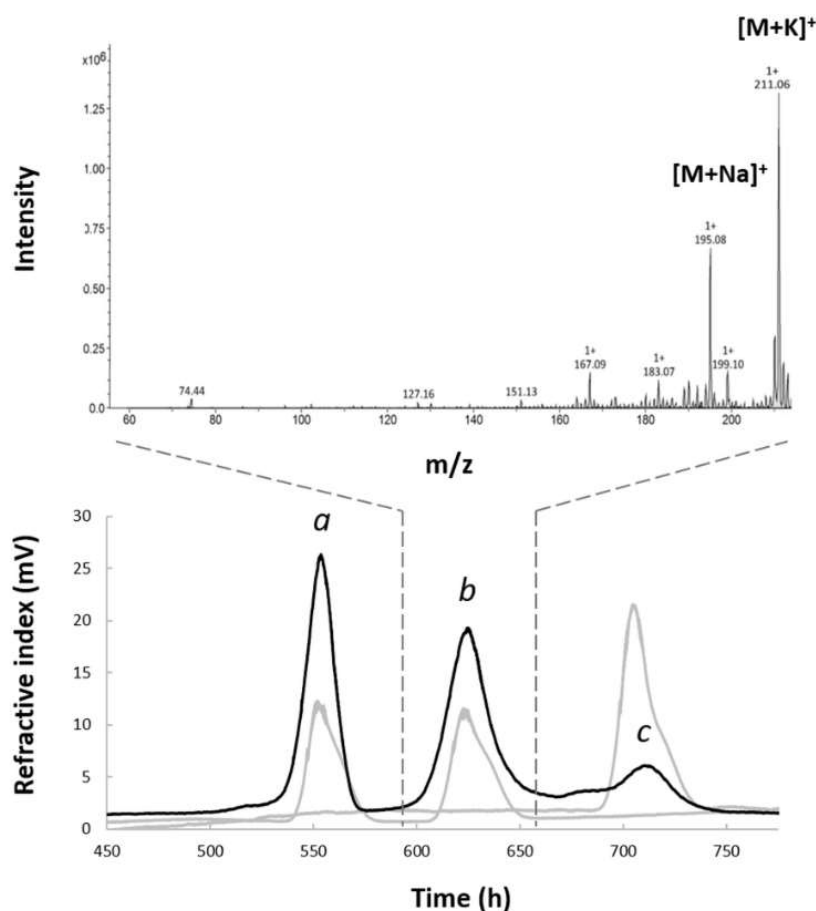 [M+K]⁺
x10⁶
1+
211.06
1.25
1.00
[M+Na]⁺
Intensity
0.75
1+
195.08
0.50
0.25
1+
167.09
1+
183.07
1+
199.10
74.44
127.16
151.13
0.0
60 80 100 120 140 160 180 200
m/z
30
25
20
15
10
5
0
Refractive index (mV)
a
b
c
450 500 550 600 650 700 750
Time (h)